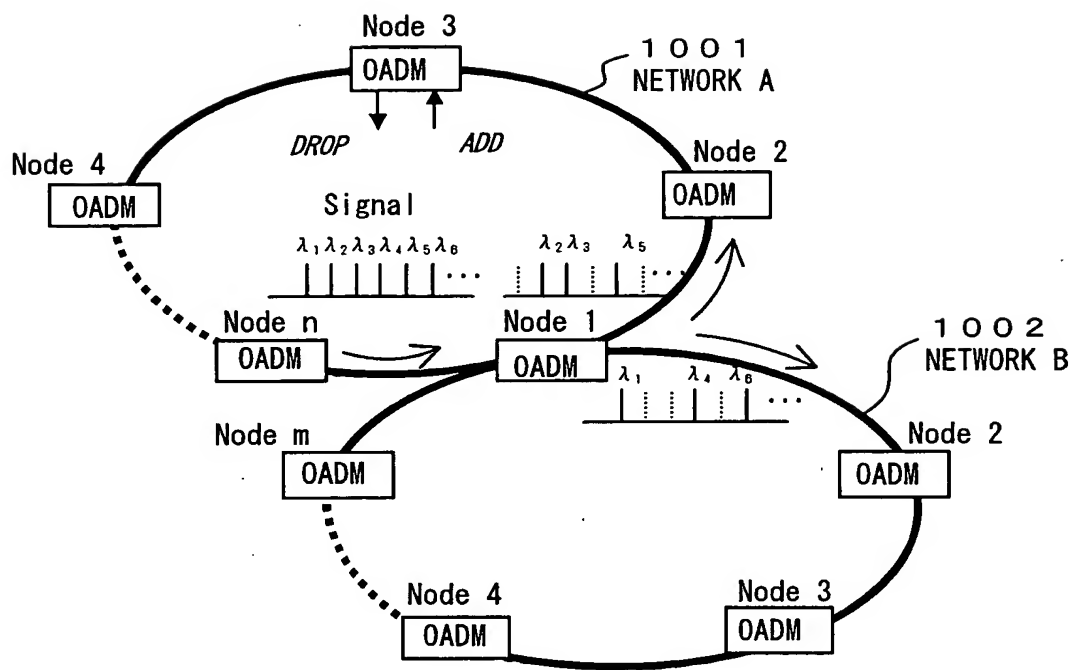 Node 3
OADM
1001
NETWORK A
DROP
ADD
Node 4
OADM
Node 2
OADM
Signal
λ1 λ2 λ3 λ4 λ5 λ6 ...
λ2 λ3 λ5 ...
Node n
OADM
Node 1
OADM
1002
NETWORK B
λ1 λ4 λ6 ...
Node m
OADM
Node 2
OADM
Node 4
OADM
Node 3
OADM